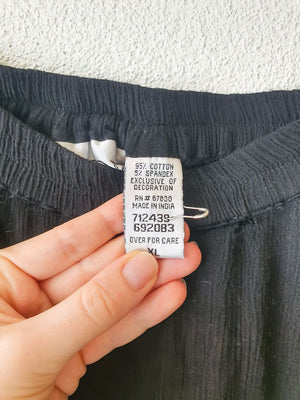 95% COTTON
5% SPANDEX
EXCLUSIVE OF
DECORATION
RN # 67830
MADE IN INDIA
712439-
692083
OVER FOR CARE
XL